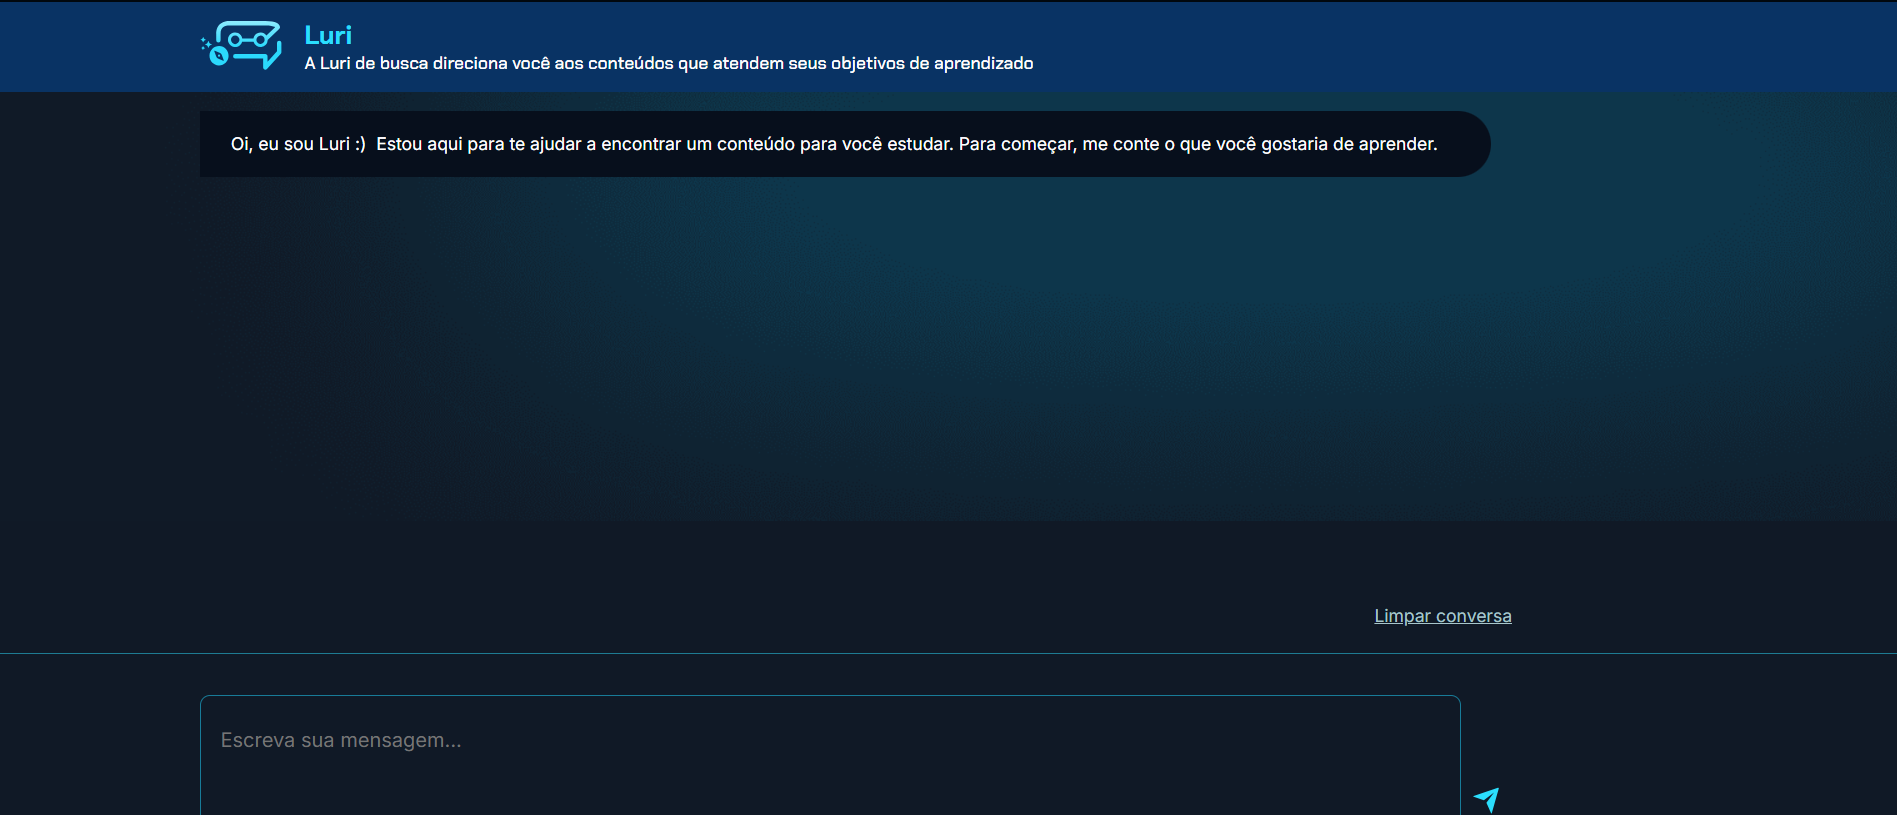 Luri
A Luri de busca direciona você aos conteúdos que atendem seus objetivos de aprendizado
Oi, eu sou Luri :)  Estou aqui para te ajudar a encontrar um conteúdo para você estudar. Para começar, me conte o que você gostaria de aprender.
Limpar conversa
Escreva sua mensagem...